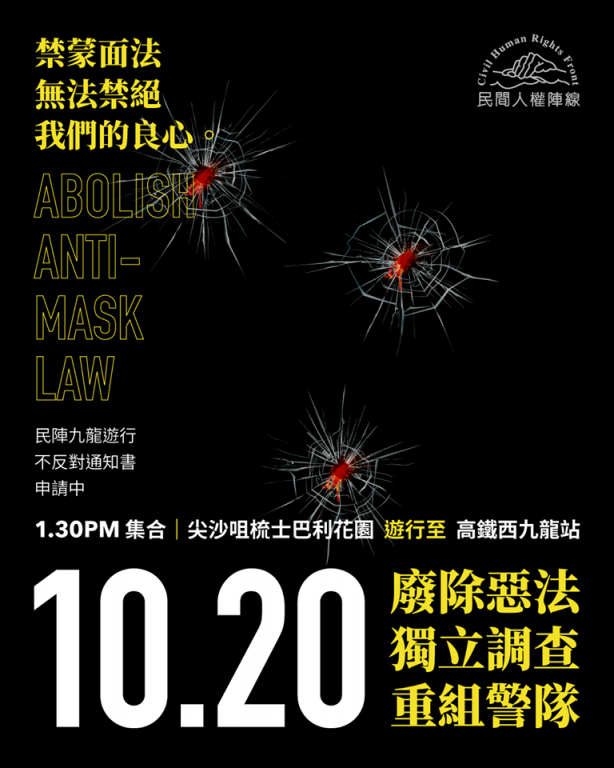 禁蒙面法
無法禁絕
我們的良心。
Civil Human Rights Front
民間人權陣線
ABOLISH
ANTI-
MASK
LAW
民陣九龍遊行
不反對通知書
申請中
1.30PM 集合｜尖沙咀梳士巴利花園 遊行至 高鐵西九龍站
10.20
廢除惡法
獨立調查
重組警隊